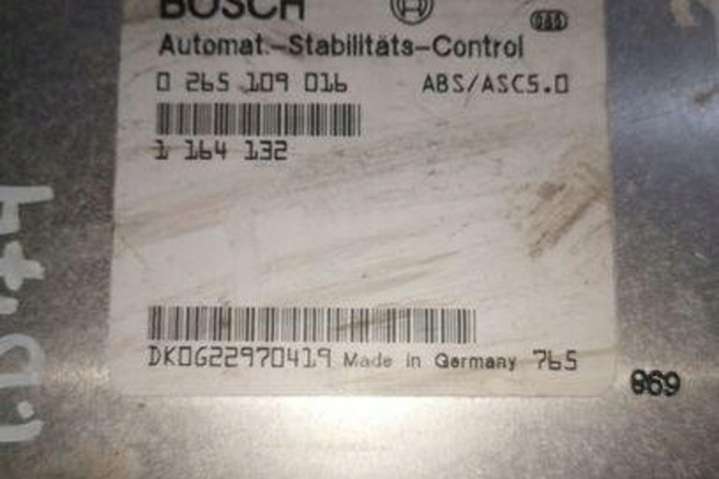 BOSCH
Automat.-Stabilitäts-Control
0 265 109 016 ABS/ASC5.0
1 164 132
DK0G22970419 Made in Germany 765
869